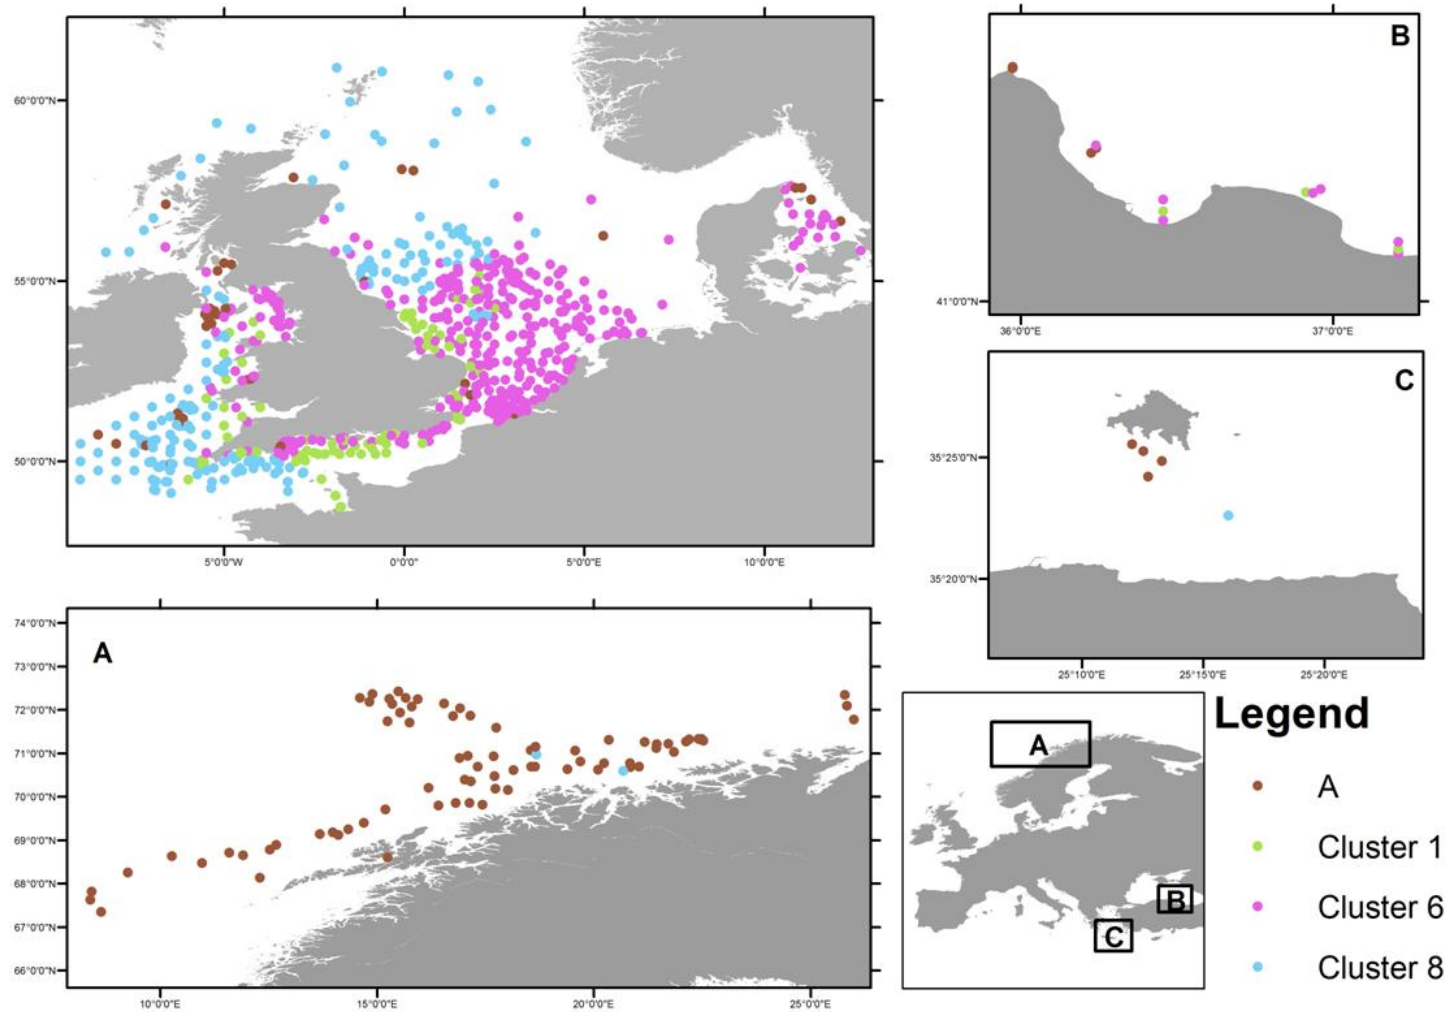 60°0'0"N
55°0'0"N
50°0'0"N
5°0'0"W
0°0'0"
5°0'0"E
10°0'0"E
B
41°0'0"N
36°0'0"E
37°0'0"E
C
35°25'0"N
35°20'0"N
25°10'0"E
25°15'0"E
25°20'0"E
A
74°0'0"N
73°0'0"N
72°0'0"N
71°0'0"N
70°0'0"N
69°0'0"N
68°0'0"N
67°0'0"N
66°0'0"N
10°0'0"E
15°0'0"E
20°0'0"E
25°0'0"E
A
B
C
Legend
A
Cluster 1
Cluster 6
Cluster 8